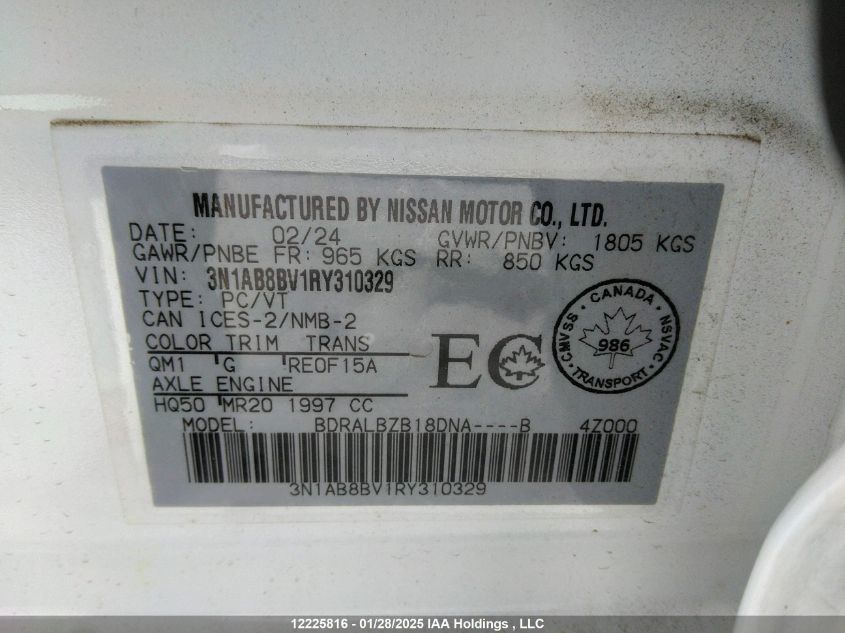 MANUFACTURED BY NISSAN MOTOR CO., LTD.
DATE: 02/24 GVWR/PNBV: 1805 KGS
GAWR/PNBE FR: 965 KGS RR: 850 KGS
VIN: 3N1AB8BV1RY310329
TYPE: PC/VT
CAN ICES-2/NMB-2
COLOR TRIM TRANS
QM1 G RE0F15A
AXLE ENGINE
HQ50 MR20 1997 CC
MODEL: BDRALBZB18DNA----B 4Z000
EC
CANADA
CMVSS 986 NSVAC
TRANSPORT
3N1AB8BV1RY310329
12225816 - 01/28/2025 IAA Holdings , LLC